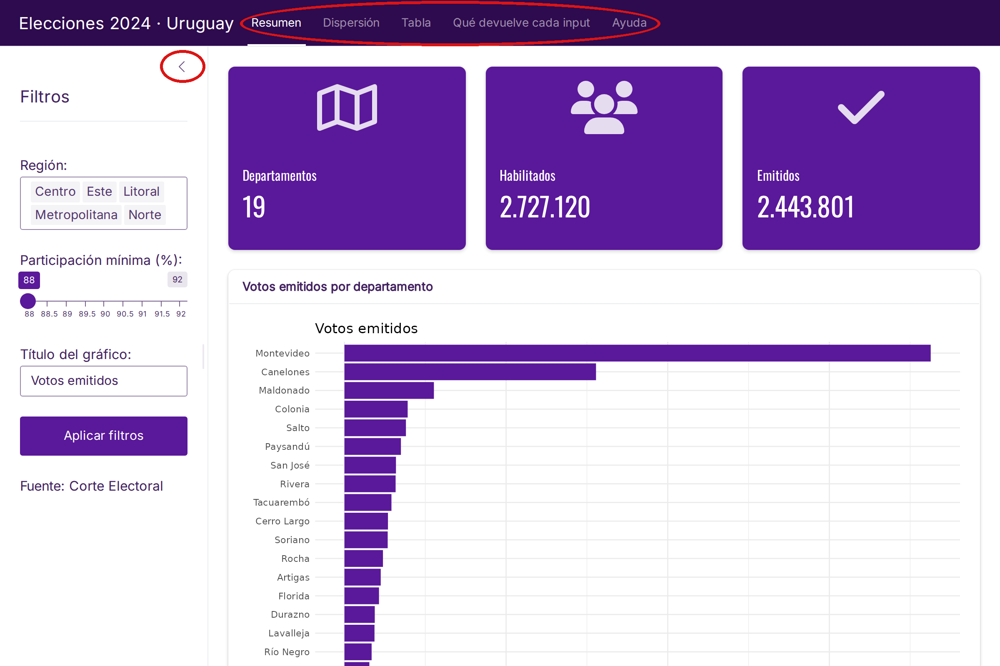 Elecciones 2024 · Uruguay
Resumen
Dispersión
Tabla
Qué devuelve cada input
Ayuda
Filtros
Región:
Centro Este Litoral
Metropolitana Norte
Participación mínima (%):
88 92
88 88.5 89 89.5 90 90.5 91 91.5 92
Título del gráfico:
Votos emitidos
Aplicar filtros
Fuente: Corte Electoral
Departamentos
19
Habilitados
2.727.120
Emitidos
2.443.801
Votos emitidos por departamento
Votos emitidos
Montevideo
Canelones
Maldonado
Colonia
Salto
Paysandú
San José
Rivera
Tacuarembó
Cerro Largo
Soriano
Rocha
Artigas
Florida
Durazno
Lavalleja
Río Negro